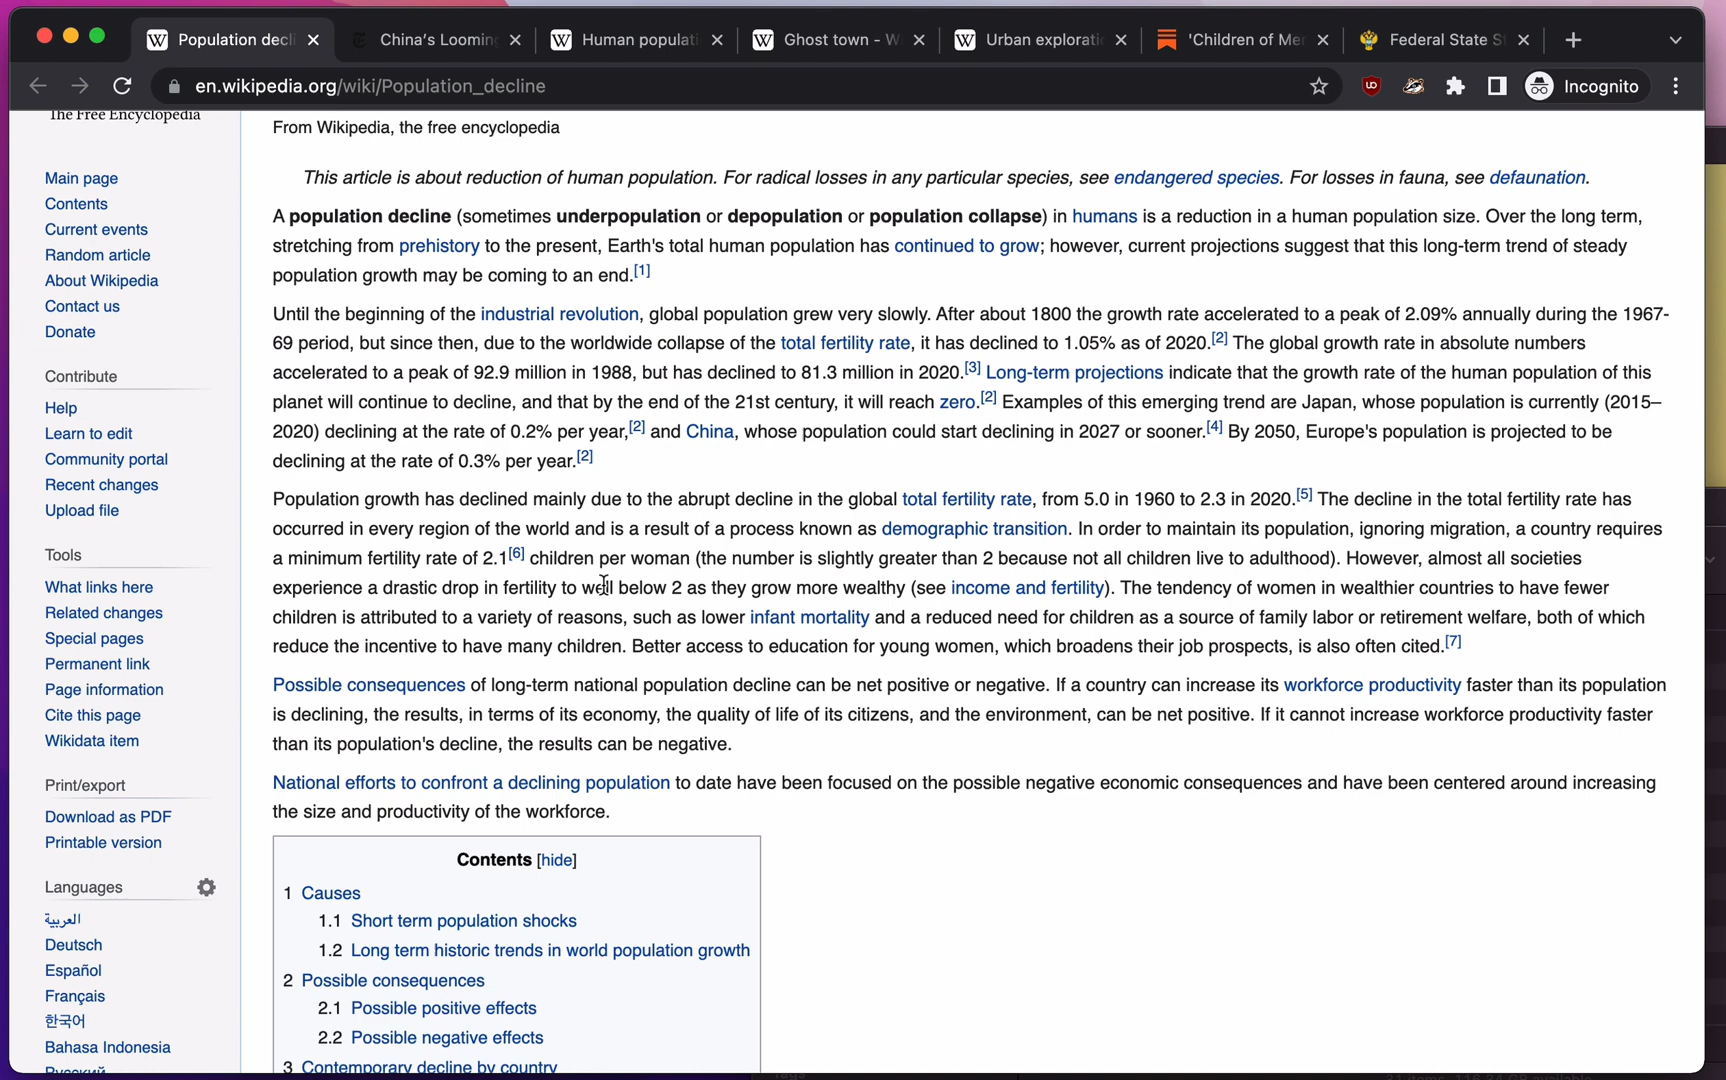 Population decli
China's Looming
Human populati
Ghost town - W
Urban explorati
'Children of Me
Federal State S
en.wikipedia.org/wiki/Population_decline
Incognito
The Free Encyclopedia
Main page
Contents
Current events
Random article
About Wikipedia
Contact us
Donate
Contribute
Help
Learn to edit
Community portal
Recent changes
Upload file
Tools
What links here
Related changes
Special pages
Permanent link
Page information
Cite this page
Wikidata item
Print/export
Download as PDF
Printable version
Languages
العربية
Deutsch
Español
Français
한국어
Bahasa Indonesia
Русский
From Wikipedia, the free encyclopedia
This article is about reduction of human population. For radical losses in any particular species, see endangered species. For losses in fauna, see defaunation.
A population decline (sometimes underpopulation or depopulation or population collapse) in humans is a reduction in a human population size. Over the long term,
stretching from prehistory to the present, Earth's total human population has continued to grow; however, current projections suggest that this long-term trend of steady
population growth may be coming to an end.[1]
Until the beginning of the industrial revolution, global population grew very slowly. After about 1800 the growth rate accelerated to a peak of 2.09% annually during the 1967-
69 period, but since then, due to the worldwide collapse of the total fertility rate, it has declined to 1.05% as of 2020.[2] The global growth rate in absolute numbers
accelerated to a peak of 92.9 million in 1988, but has declined to 81.3 million in 2020.[3] Long-term projections indicate that the growth rate of the human population of this
planet will continue to decline, and that by the end of the 21st century, it will reach zero.[2] Examples of this emerging trend are Japan, whose population is currently (2015–
2020) declining at the rate of 0.2% per year,[2] and China, whose population could start declining in 2027 or sooner.[4] By 2050, Europe's population is projected to be
declining at the rate of 0.3% per year.[2]
Population growth has declined mainly due to the abrupt decline in the global total fertility rate, from 5.0 in 1960 to 2.3 in 2020.[5] The decline in the total fertility rate has
occurred in every region of the world and is a result of a process known as demographic transition. In order to maintain its population, ignoring migration, a country requires
a minimum fertility rate of 2.1[6] children per woman (the number is slightly greater than 2 because not all children live to adulthood). However, almost all societies
experience a drastic drop in fertility to well below 2 as they grow more wealthy (see income and fertility). The tendency of women in wealthier countries to have fewer
children is attributed to a variety of reasons, such as lower infant mortality and a reduced need for children as a source of family labor or retirement welfare, both of which
reduce the incentive to have many children. Better access to education for young women, which broadens their job prospects, is also often cited.[7]
Possible consequences of long-term national population decline can be net positive or negative. If a country can increase its workforce productivity faster than its population
is declining, the results, in terms of its economy, the quality of life of its citizens, and the environment, can be net positive. If it cannot increase workforce productivity faster
than its population's decline, the results can be negative.
National efforts to confront a declining population to date have been focused on the possible negative economic consequences and have been centered around increasing
the size and productivity of the workforce.
Contents [hide]
1 Causes
1.1 Short term population shocks
1.2 Long term historic trends in world population growth
2 Possible consequences
2.1 Possible positive effects
2.2 Possible negative effects
3 Contemporary decline by country